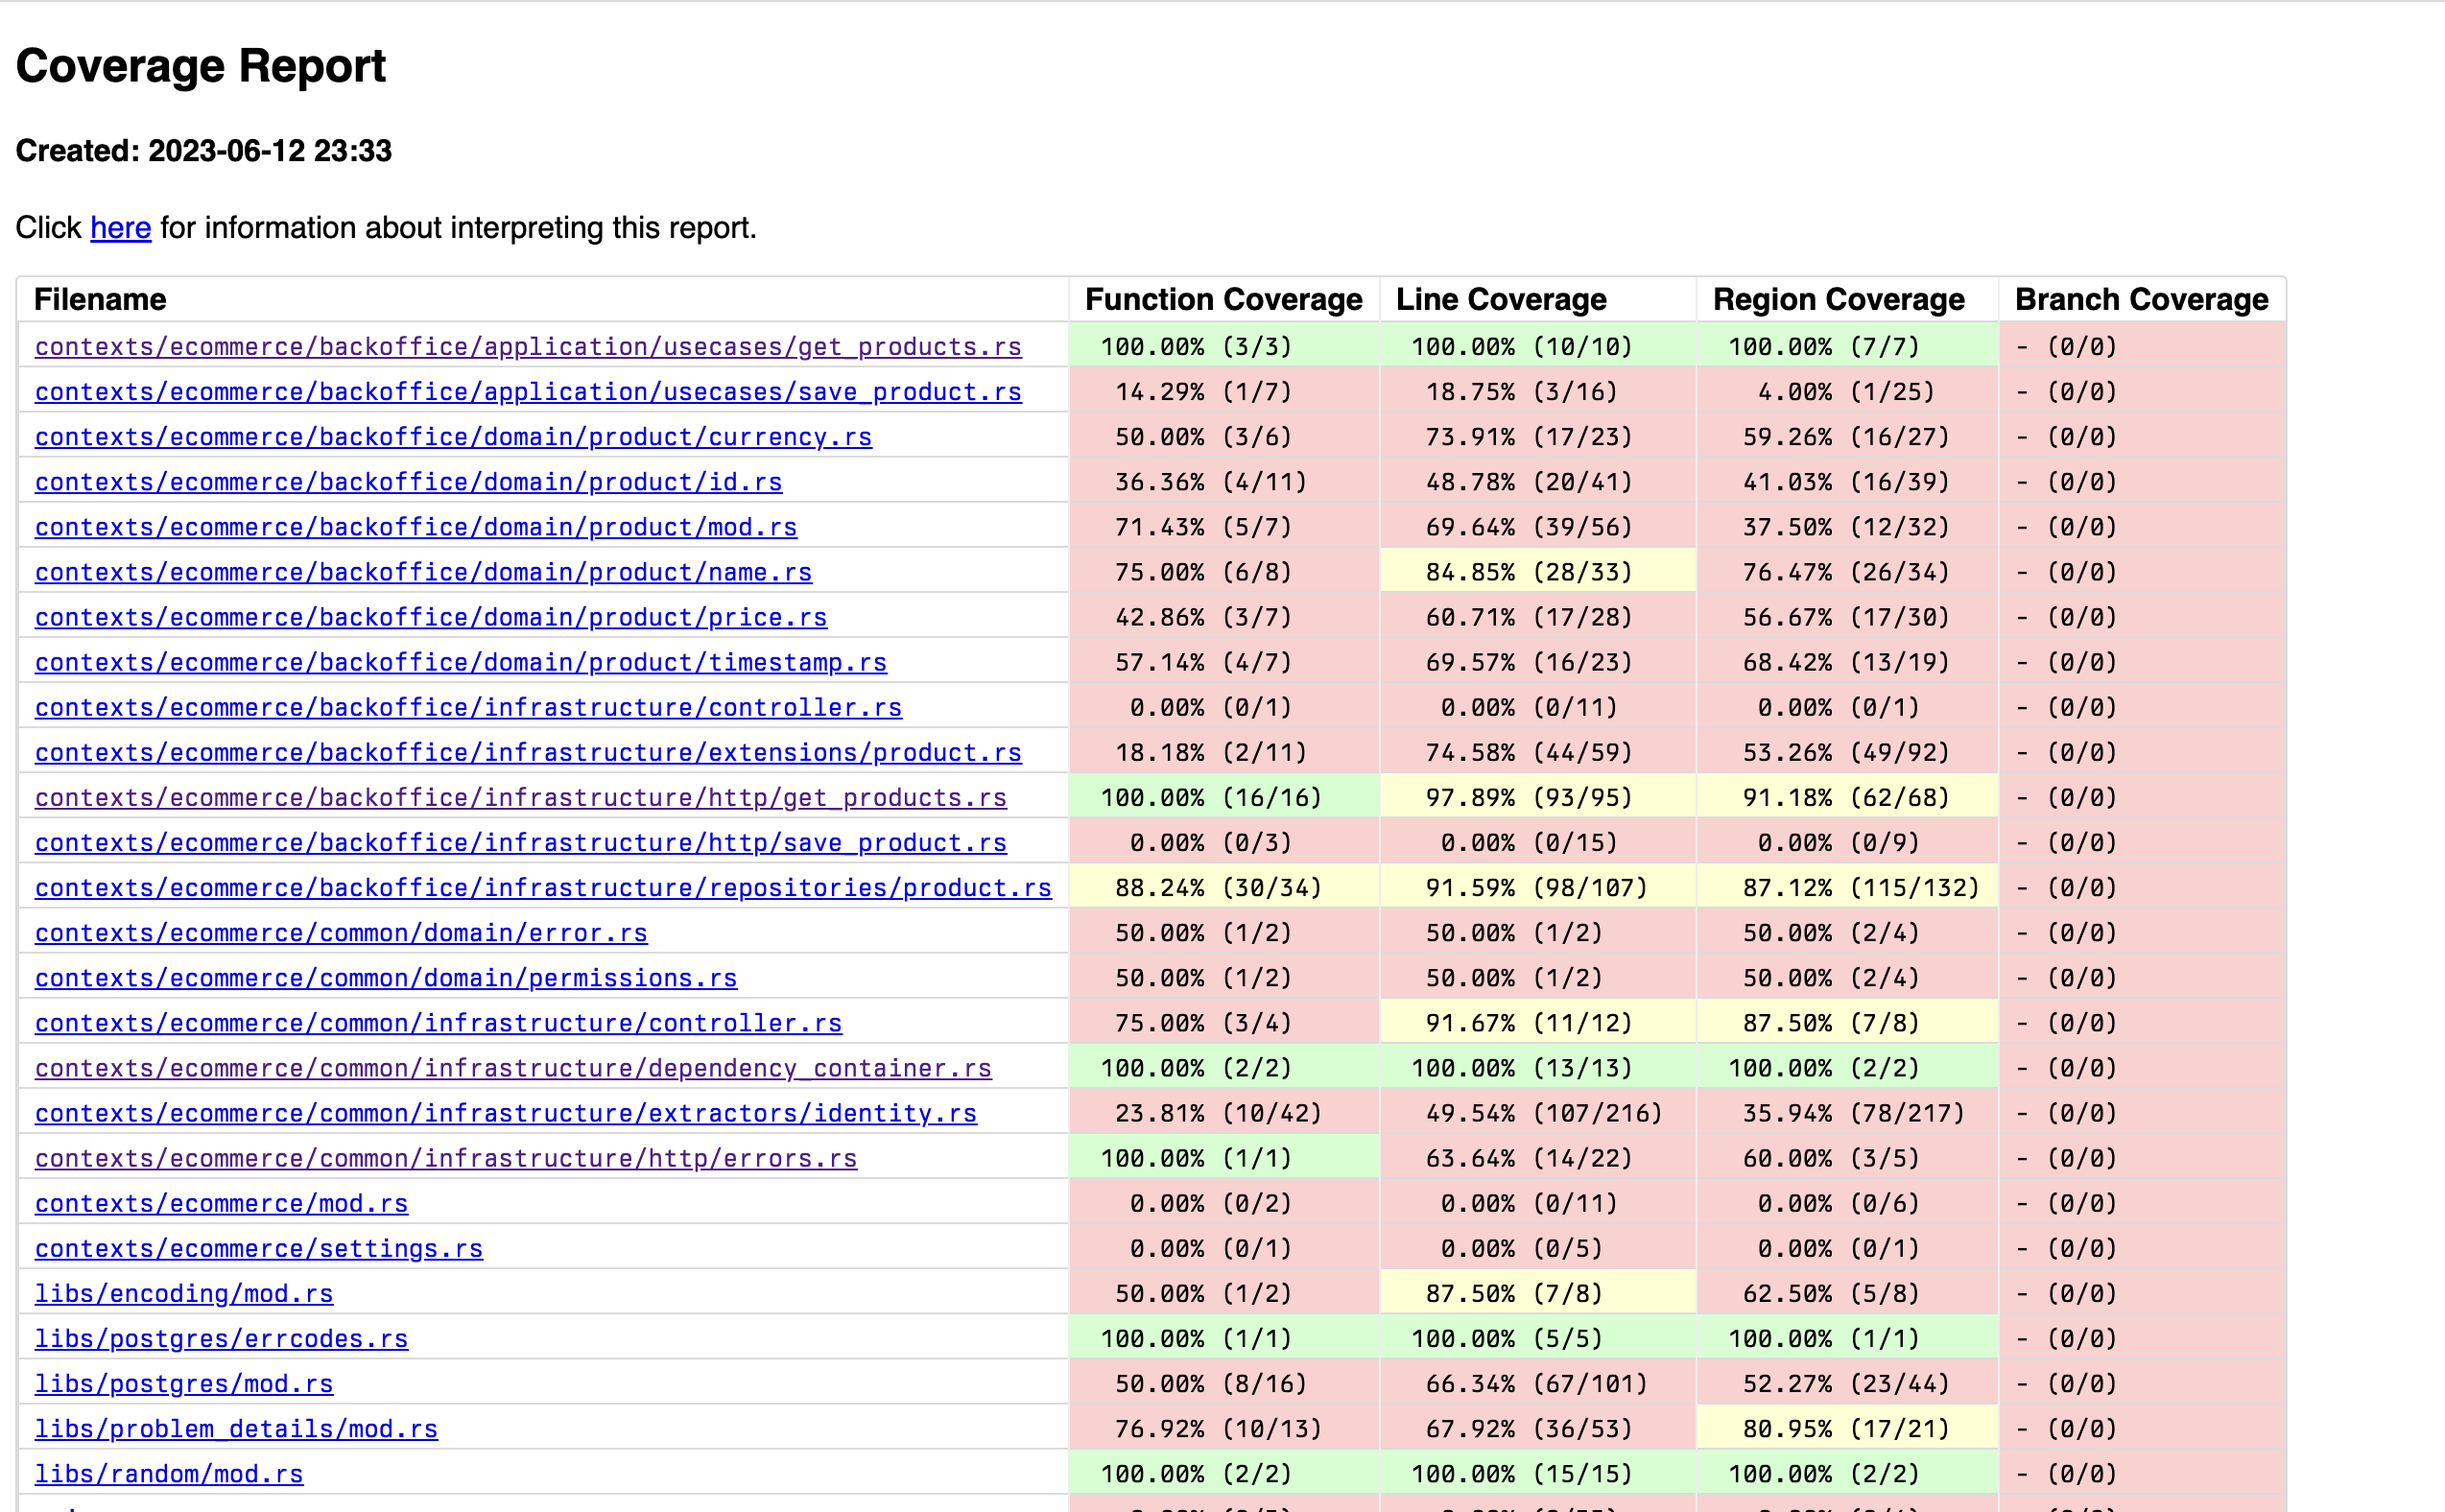 Coverage Report
Created: 2023-06-12 23:33
Click here for information about interpreting this report.
Filename Function Coverage Line Coverage Region Coverage Branch Coverage
contexts/ecommerce/backoffice/application/usecases/get_products.rs 100.00% (3/3) 100.00% (10/10) 100.00% (7/7) - (0/0)
contexts/ecommerce/backoffice/application/usecases/save_product.rs 14.29% (1/7) 18.75% (3/16) 4.00% (1/25) - (0/0)
contexts/ecommerce/backoffice/domain/product/currency.rs 50.00% (3/6) 73.91% (17/23) 59.26% (16/27) - (0/0)
contexts/ecommerce/backoffice/domain/product/id.rs 36.36% (4/11) 48.78% (20/41) 41.03% (16/39) - (0/0)
contexts/ecommerce/backoffice/domain/product/mod.rs 71.43% (5/7) 69.64% (39/56) 37.50% (12/32) - (0/0)
contexts/ecommerce/backoffice/domain/product/name.rs 75.00% (6/8) 84.85% (28/33) 76.47% (26/34) - (0/0)
contexts/ecommerce/backoffice/domain/product/price.rs 42.86% (3/7) 60.71% (17/28) 56.67% (17/30) - (0/0)
contexts/ecommerce/backoffice/domain/product/timestamp.rs 57.14% (4/7) 69.57% (16/23) 68.42% (13/19) - (0/0)
contexts/ecommerce/backoffice/infrastructure/controller.rs 0.00% (0/1) 0.00% (0/11) 0.00% (0/1) - (0/0)
contexts/ecommerce/backoffice/infrastructure/extensions/product.rs 18.18% (2/11) 74.58% (44/59) 53.26% (49/92) - (0/0)
contexts/ecommerce/backoffice/infrastructure/http/get_products.rs 100.00% (16/16) 97.89% (93/95) 91.18% (62/68) - (0/0)
contexts/ecommerce/backoffice/infrastructure/http/save_product.rs 0.00% (0/3) 0.00% (0/15) 0.00% (0/9) - (0/0)
contexts/ecommerce/backoffice/infrastructure/repositories/product.rs 88.24% (30/34) 91.59% (98/107) 87.12% (115/132) - (0/0)
contexts/ecommerce/common/domain/error.rs 50.00% (1/2) 50.00% (1/2) 50.00% (2/4) - (0/0)
contexts/ecommerce/common/domain/permissions.rs 50.00% (1/2) 50.00% (1/2) 50.00% (2/4) - (0/0)
contexts/ecommerce/common/infrastructure/controller.rs 75.00% (3/4) 91.67% (11/12) 87.50% (7/8) - (0/0)
contexts/ecommerce/common/infrastructure/dependency_container.rs 100.00% (2/2) 100.00% (13/13) 100.00% (2/2) - (0/0)
contexts/ecommerce/common/infrastructure/extractors/identity.rs 23.81% (10/42) 49.54% (107/216) 35.94% (78/217) - (0/0)
contexts/ecommerce/common/infrastructure/http/errors.rs 100.00% (1/1) 63.64% (14/22) 60.00% (3/5) - (0/0)
contexts/ecommerce/mod.rs 0.00% (0/2) 0.00% (0/11) 0.00% (0/6) - (0/0)
contexts/ecommerce/settings.rs 0.00% (0/1) 0.00% (0/5) 0.00% (0/1) - (0/0)
libs/encoding/mod.rs 50.00% (1/2) 87.50% (7/8) 62.50% (5/8) - (0/0)
libs/postgres/errcodes.rs 100.00% (1/1) 100.00% (5/5) 100.00% (1/1) - (0/0)
libs/postgres/mod.rs 50.00% (8/16) 66.34% (67/101) 52.27% (23/44) - (0/0)
libs/problem_details/mod.rs 76.92% (10/13) 67.92% (36/53) 80.95% (17/21) - (0/0)
libs/random/mod.rs 100.00% (2/2) 100.00% (15/15) 100.00% (2/2) - (0/0)